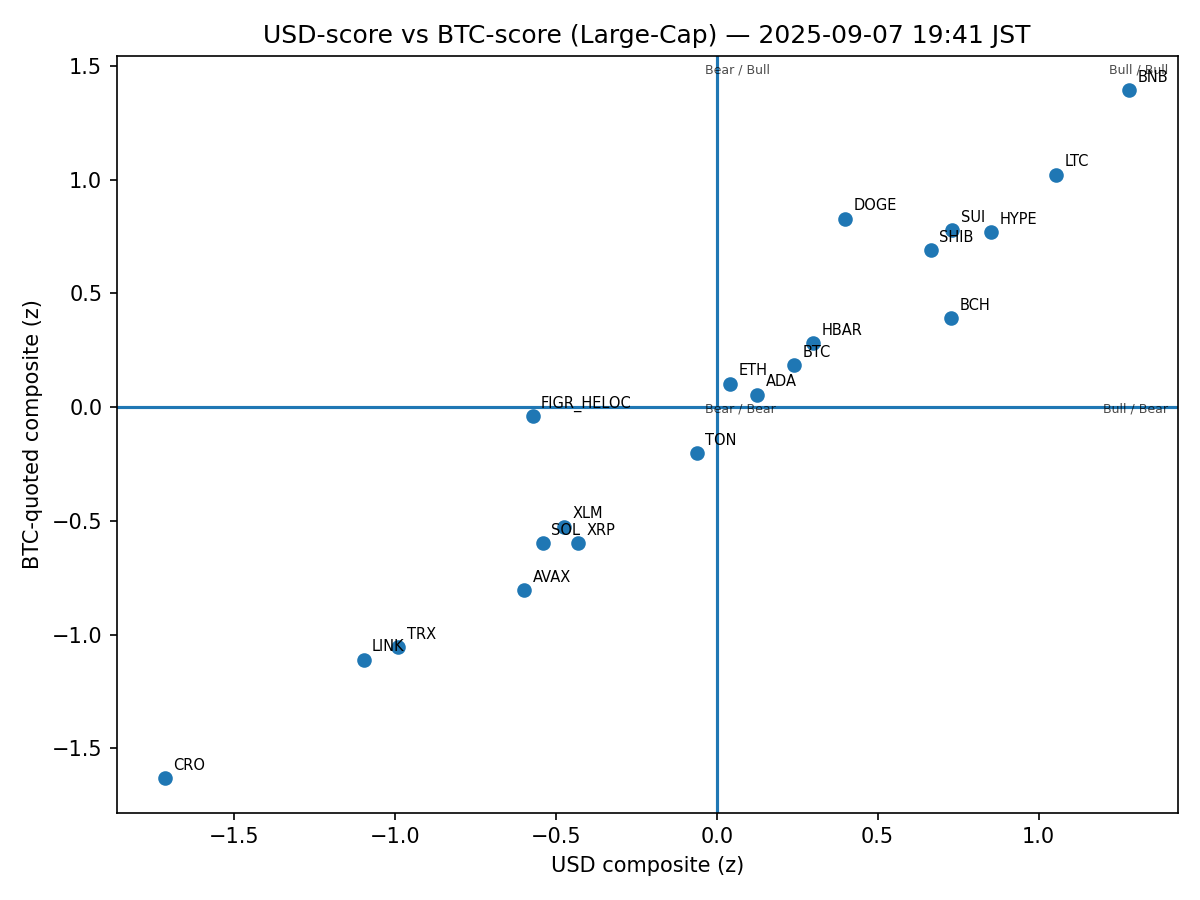 USD-score vs BTC-score (Large-Cap) — 2025-09-07 19:41 JST
Bear / Bull
Bull / Bull
BNB
LTC
DOGE
SUI
HYPE
SHIB
BCH
HBAR
BTC
ETH
ADA
FIGR_HELOC
Bear / Bear
Bull / Bear
TON
XLM
SOL
XRP
AVAX
TRX
LINK
CRO
1.5
1.0
0.5
0.0
−0.5
−1.0
−1.5
BTC-quoted composite (z)
−1.5
−1.0
−0.5
0.0
0.5
1.0
USD composite (z)